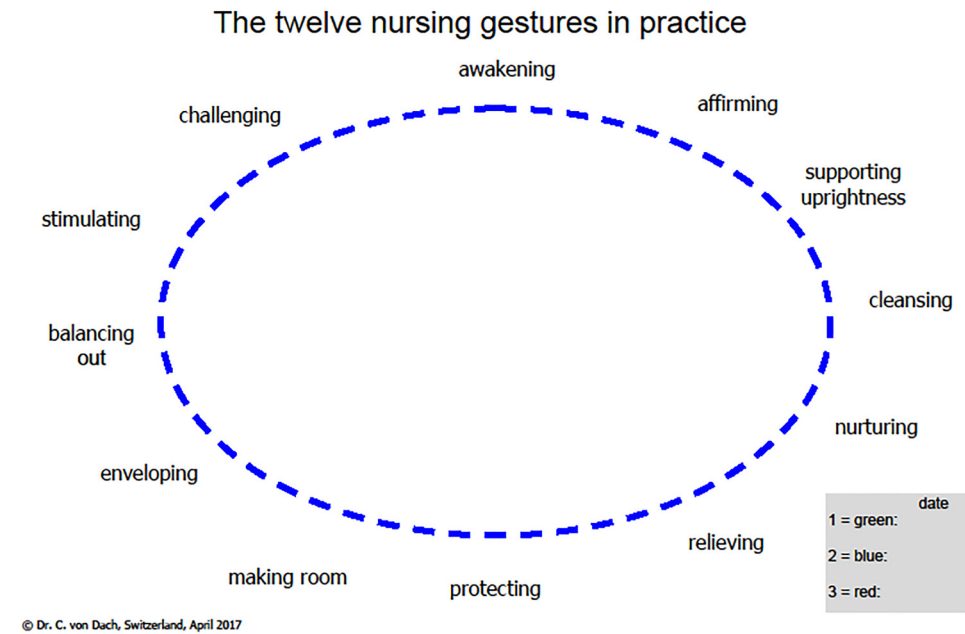 The twelve nursing gestures in practice
awakening
affirming
supporting
uprightness
cleansing
nurturing
relieving
protecting
making room
enveloping
balancing
out
stimulating
challenging
date
1 = green:
2 = blue:
3 = red:
© Dr. C. von Dach, Switzerland, April 2017